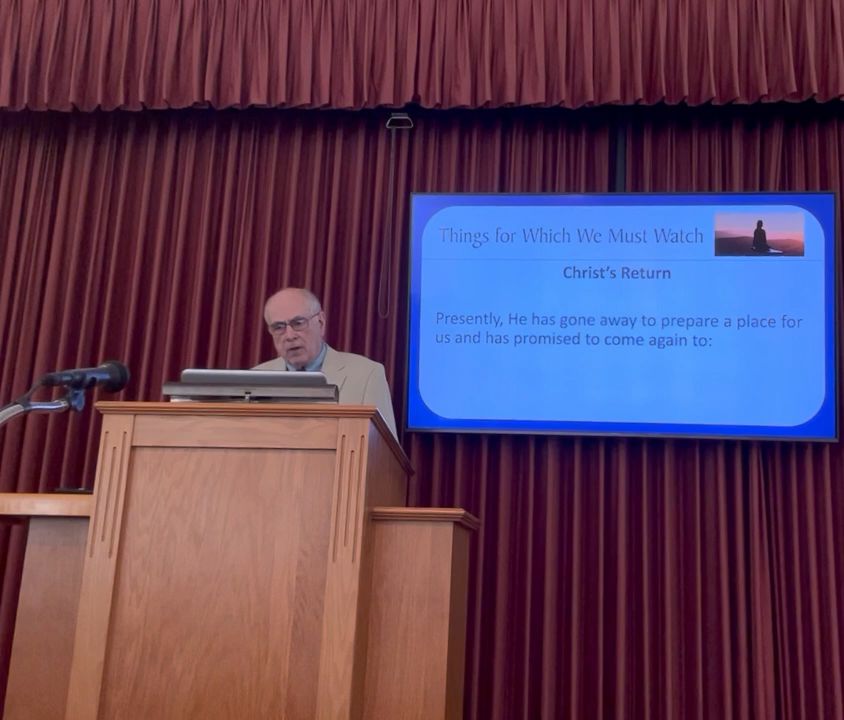 Things for Which We Must Watch
Christ's Return
Presently, He has gone away to prepare a place for
us and has promised to come again to: